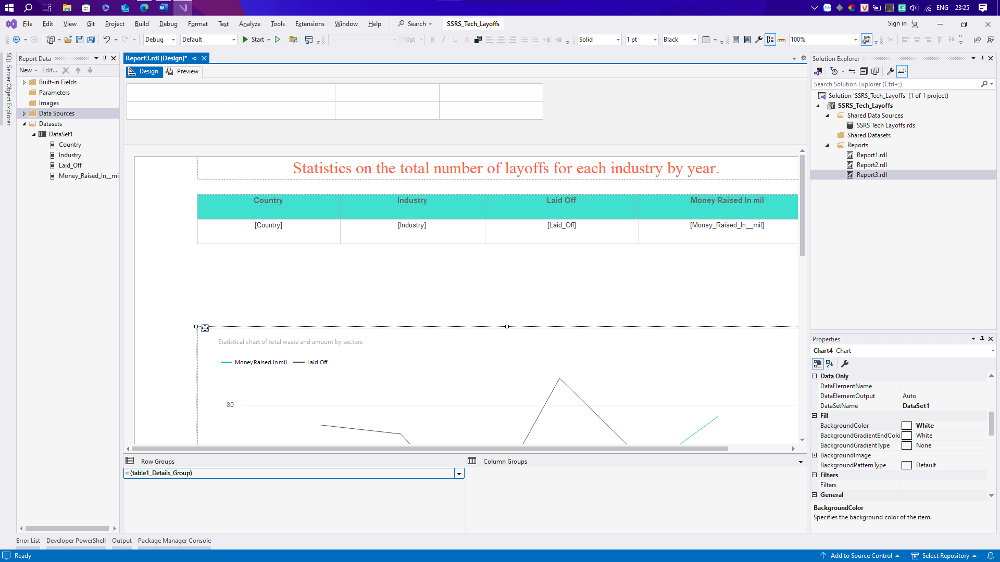 ENG 23:25
File Edit View Git Project Build Debug Format Test Analyze Tools Extensions Window Help Search SSRS_Tech_Layoffs Sign in
Debug Default Start 10pt B I U A Solid 1 pt Black 100%
SQL Server Object Explorer
Report Data
New Edit...
Built-in Fields
Parameters
Images
Data Sources
Datasets
DataSet1
Country
Industry
Laid_Off
Money_Raised_In__mi
Report3.rdl [Design]*
Design Preview
Statistics on the total number of layoffs for each industry by year.
Country Industry Laid Off Money Raised In mil
[Country] [Industry] [Laid_Off] [Money_Raised_In__mil]
Statistical chart of total waste and amount by sectors
Money Raised In mil Laid Off
80
Row Groups Column Groups
(table1_Details_Group)
Solution Explorer
Search Solution Explorer (Ctrl+;)
Solution 'SSRS_Tech_Layoffs' (1 of 1 project)
SSRS_Tech_Layoffs
Shared Data Sources
SSRS Tech Layoffs.rds
Shared Datasets
Reports
Report1.rdl
Report2.rdl
Report3.rdl
Properties
Chart4 Chart
Data Only
DataElementName
DataElementOutput Auto
DataSetName DataSet1
Fill
BackgroundColor White
BackgroundGradientEndColo White
BackgroundGradientType None
BackgroundImage
BackgroundPatternType Default
Filters
Filters
General
BackgroundColor
Specifies the background color of the item.
Error List Developer PowerShell Output Package Manager Console
Ready Add to Source Control Select Repository